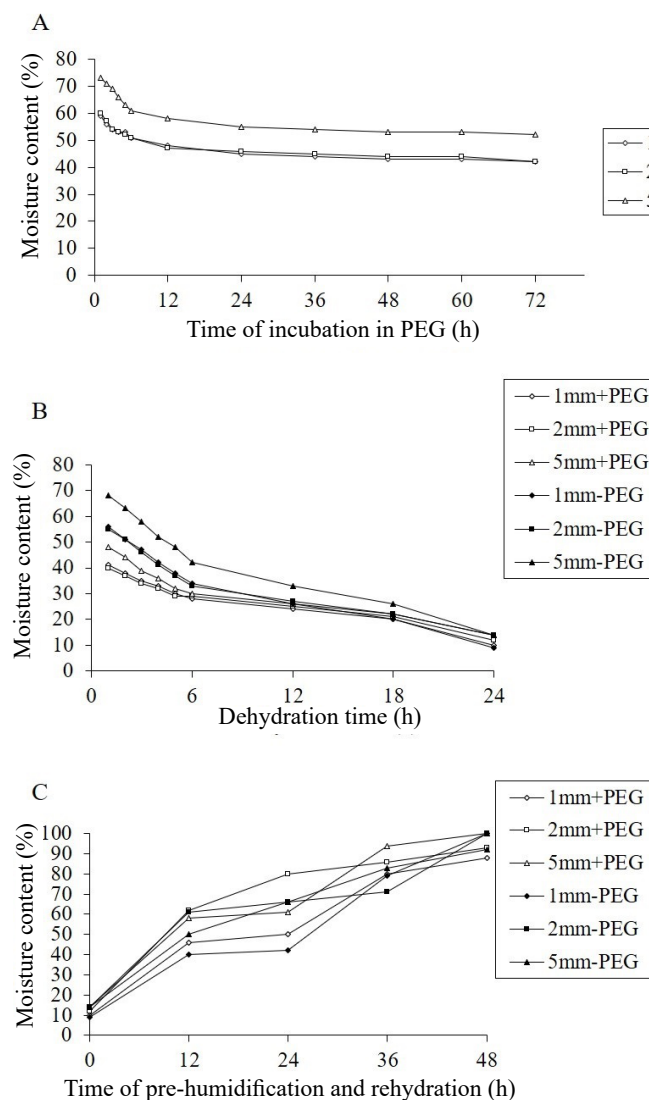 A
Moisture content (%)
80
70
60
50
40
30
20
10
0
0 12 24 36 48 60 72
Time of incubation in PEG (h)
1
2
B
Moisture content (%)
80
70
60
50
40
30
20
10
0
0 6 12 18 24
Dehydration time (h)
1mm+PEG
2mm+PEG
5mm+PEG
1mm-PEG
2mm-PEG
5mm-PEG
C
Moisture content (%)
100
90
80
70
60
50
40
30
20
10
0
0 12 24 36 48
Time of pre-humidification and rehydration (h)
1mm+PEG
2mm+PEG
5mm+PEG
1mm-PEG
2mm-PEG
5mm-PEG